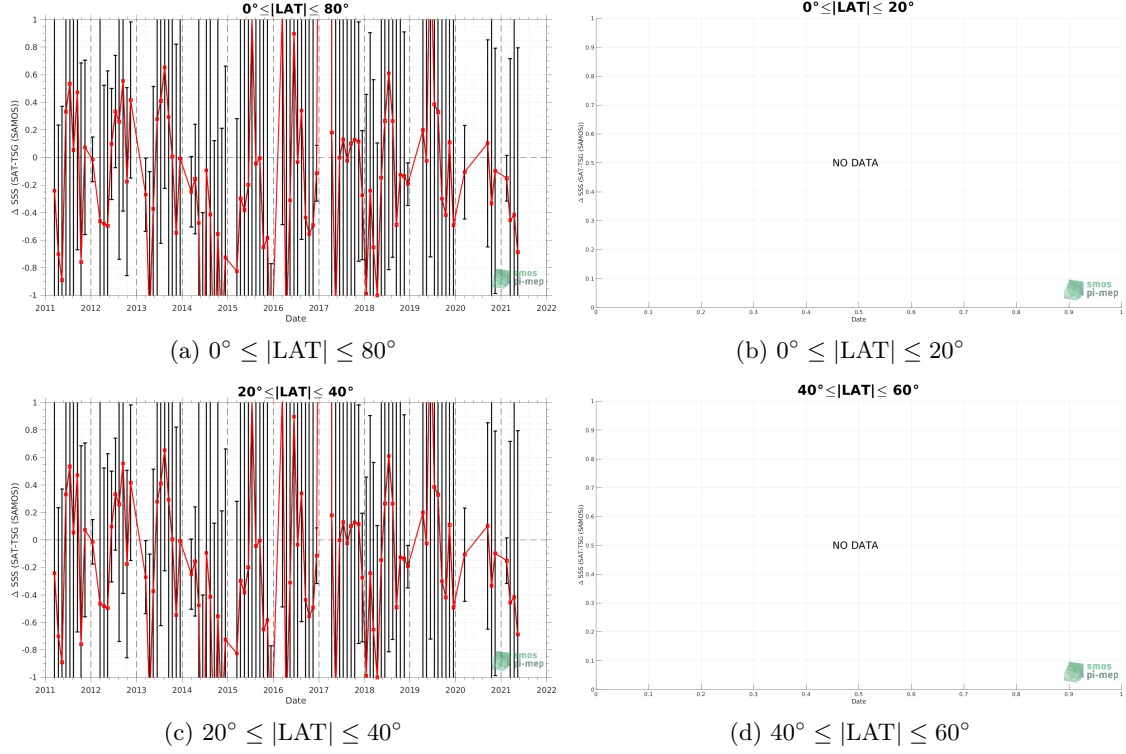 0°≤|LAT|≤ 80°
Δ SSS (SAT-TSG (SAMOS))
1
0.8
0.6
0.4
0.2
0
-0.2
-0.4
-0.6
-0.8
-1
2011 2012 2013 2014 2015 2016 2017 2018 2019 2020 2021 2022
Date
smos
pi-mep
(a) 0° ≤ |LAT| ≤ 80°
0°≤|LAT|≤ 20°
Δ SSS (SAT-TSG (SAMOS))
1
0.9
0.8
0.7
0.6
0.5
0.4
0.3
0.2
0.1
0
NO DATA
0 0.1 0.2 0.3 0.4 0.5 0.6 0.7 0.8 0.9 1
Date
smos
pi-mep
(b) 0° ≤ |LAT| ≤ 20°
20°≤|LAT|≤ 40°
Δ SSS (SAT-TSG (SAMOS))
1
0.8
0.6
0.4
0.2
0
-0.2
-0.4
-0.6
-0.8
-1
2011 2012 2013 2014 2015 2016 2017 2018 2019 2020 2021 2022
Date
smos
pi-mep
(c) 20° ≤ |LAT| ≤ 40°
40°≤|LAT|≤ 60°
Δ SSS (SAT-TSG (SAMOS))
1
0.9
0.8
0.7
0.6
0.5
0.4
0.3
0.2
0.1
0
NO DATA
0 0.1 0.2 0.3 0.4 0.5 0.6 0.7 0.8 0.9 1
Date
smos
pi-mep
(d) 40° ≤ |LAT| ≤ 60°